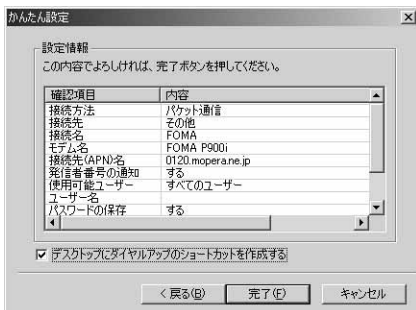 かんたん設定
設定情報
この内容でよろしければ、完了ボタンを押してください。
確認項目 内容
接続方法 パケット通信
接続先 その他
接続名 FOMA
モデム名 FOMA P900i
接続先(APN)名 0120.mopera.ne.jp
発信者番号の通知 する
使用可能ユーザー すべてのユーザー
ユーザー名
パスワードの保存 する
デスクトップにダイヤルアップのショートカットを作成する
< 戻る(B) 完了(F) キャンセル